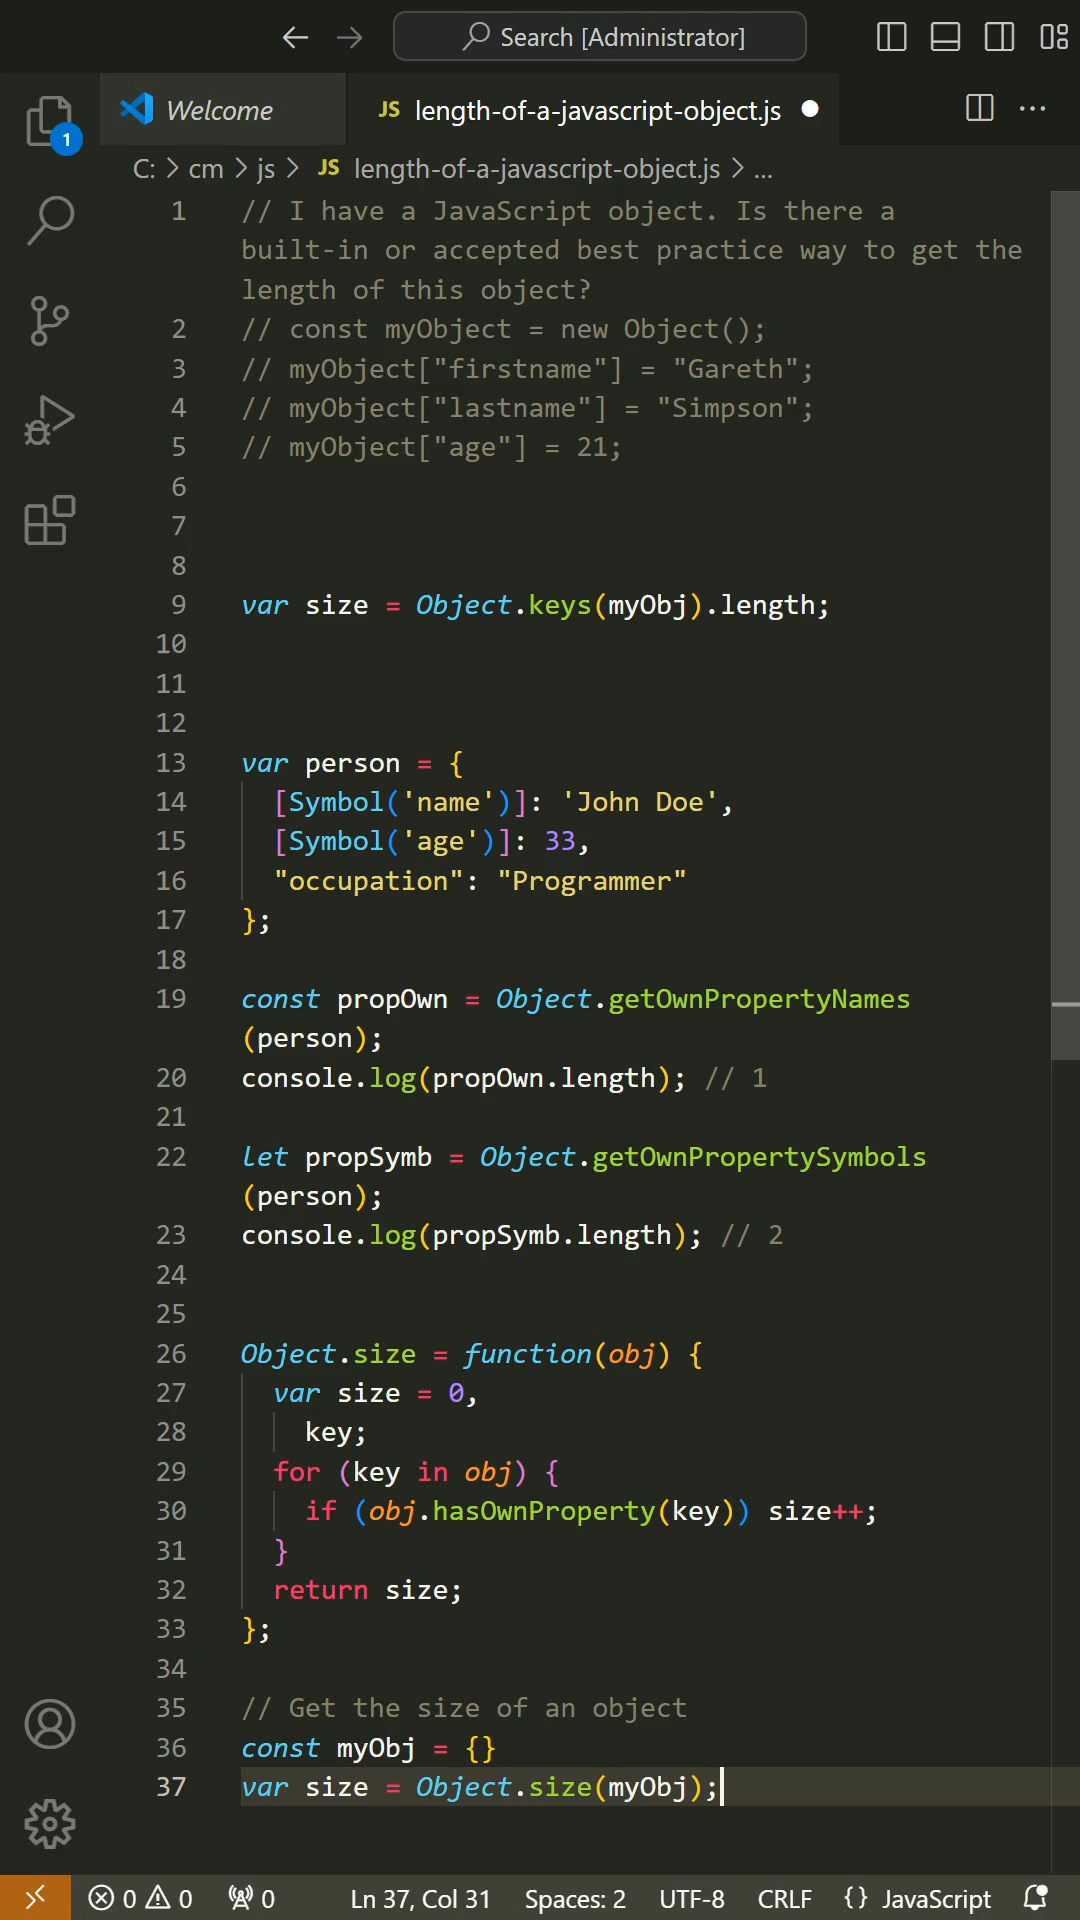 Search [Administrator]
Welcome
JS length-of-a-javascript-object.js
1
C: > cm > js > JS length-of-a-javascript-object.js > ...
1 // I have a JavaScript object. Is there a
built-in or accepted best practice way to get the
length of this object?
2 // const myObject = new Object();
3 // myObject["firstname"] = "Gareth";
4 // myObject["lastname"] = "Simpson";
5 // myObject["age"] = 21;
6
7
8
9 var size = Object.keys(myObj).length;
10
11
12
13 var person = {
14 [Symbol('name')]: 'John Doe',
15 [Symbol('age')]: 33,
16 "occupation": "Programmer"
17 };
18
19 const propOwn = Object.getOwnPropertyNames
(person);
20 console.log(propOwn.length); // 1
21
22 let propSymb = Object.getOwnPropertySymbols
(person);
23 console.log(propSymb.length); // 2
24
25
26 Object.size = function(obj) {
27 var size = 0,
28 key;
29 for (key in obj) {
30 if (obj.hasOwnProperty(key)) size++;
31 }
32 return size;
33 };
34
35 // Get the size of an object
36 const myObj = {}
37 var size = Object.size(myObj);
0 0 0 Ln 37, Col 31 Spaces: 2 UTF-8 CRLF {} JavaScript